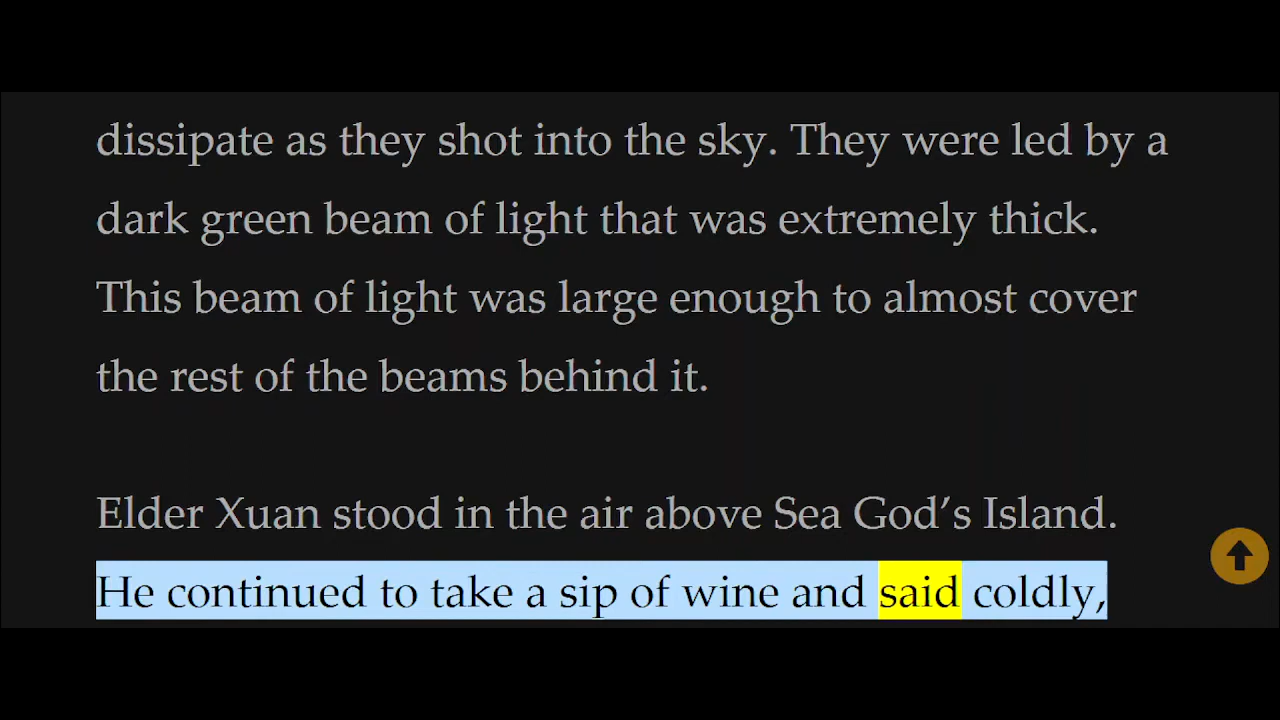 dissipate as they shot into the sky. They were led by a
dark green beam of light that was extremely thick.
This beam of light was large enough to almost cover
the rest of the beams behind it.
Elder Xuan stood in the air above Sea God’s Island.
He continued to take a sip of wine and said coldly,